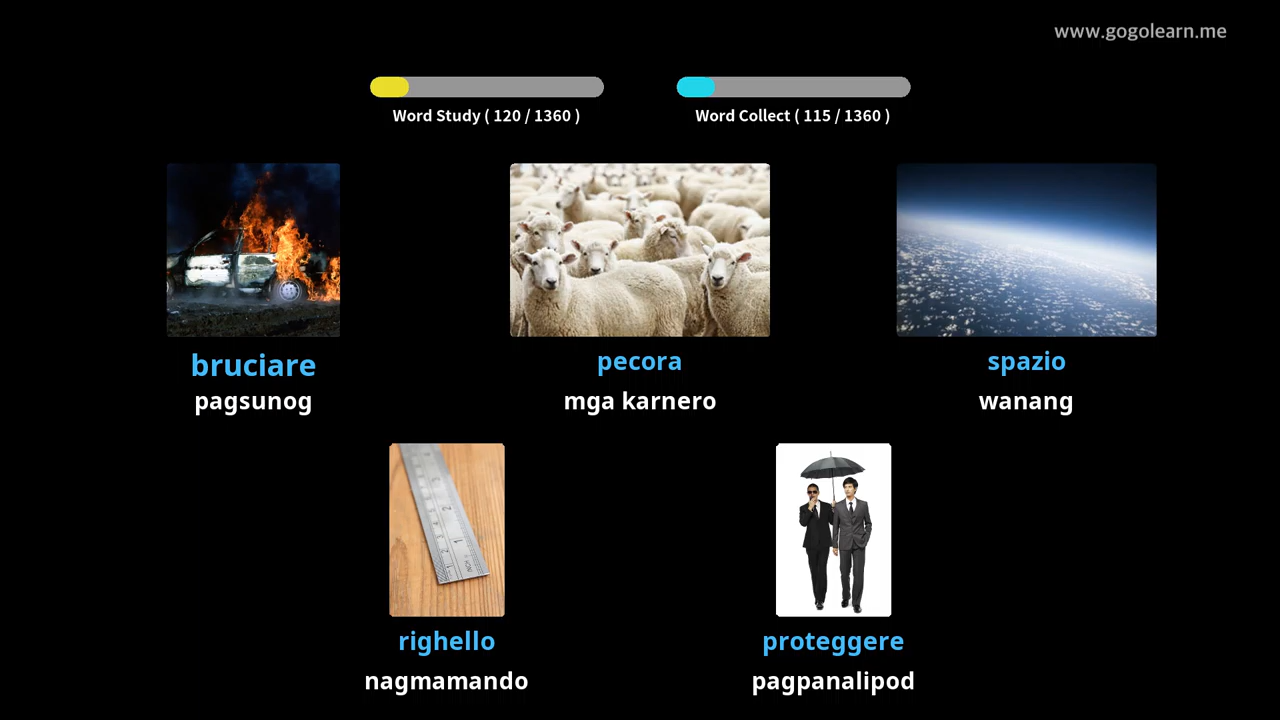 www.gogolearn.me
Word Study ( 120 / 1360 )
Word Collect ( 115 / 1360 )
bruciare
pagsunog
pecora
mga karnero
spazio
wanang
righello
nagmamando
proteggere
pagpanalipod